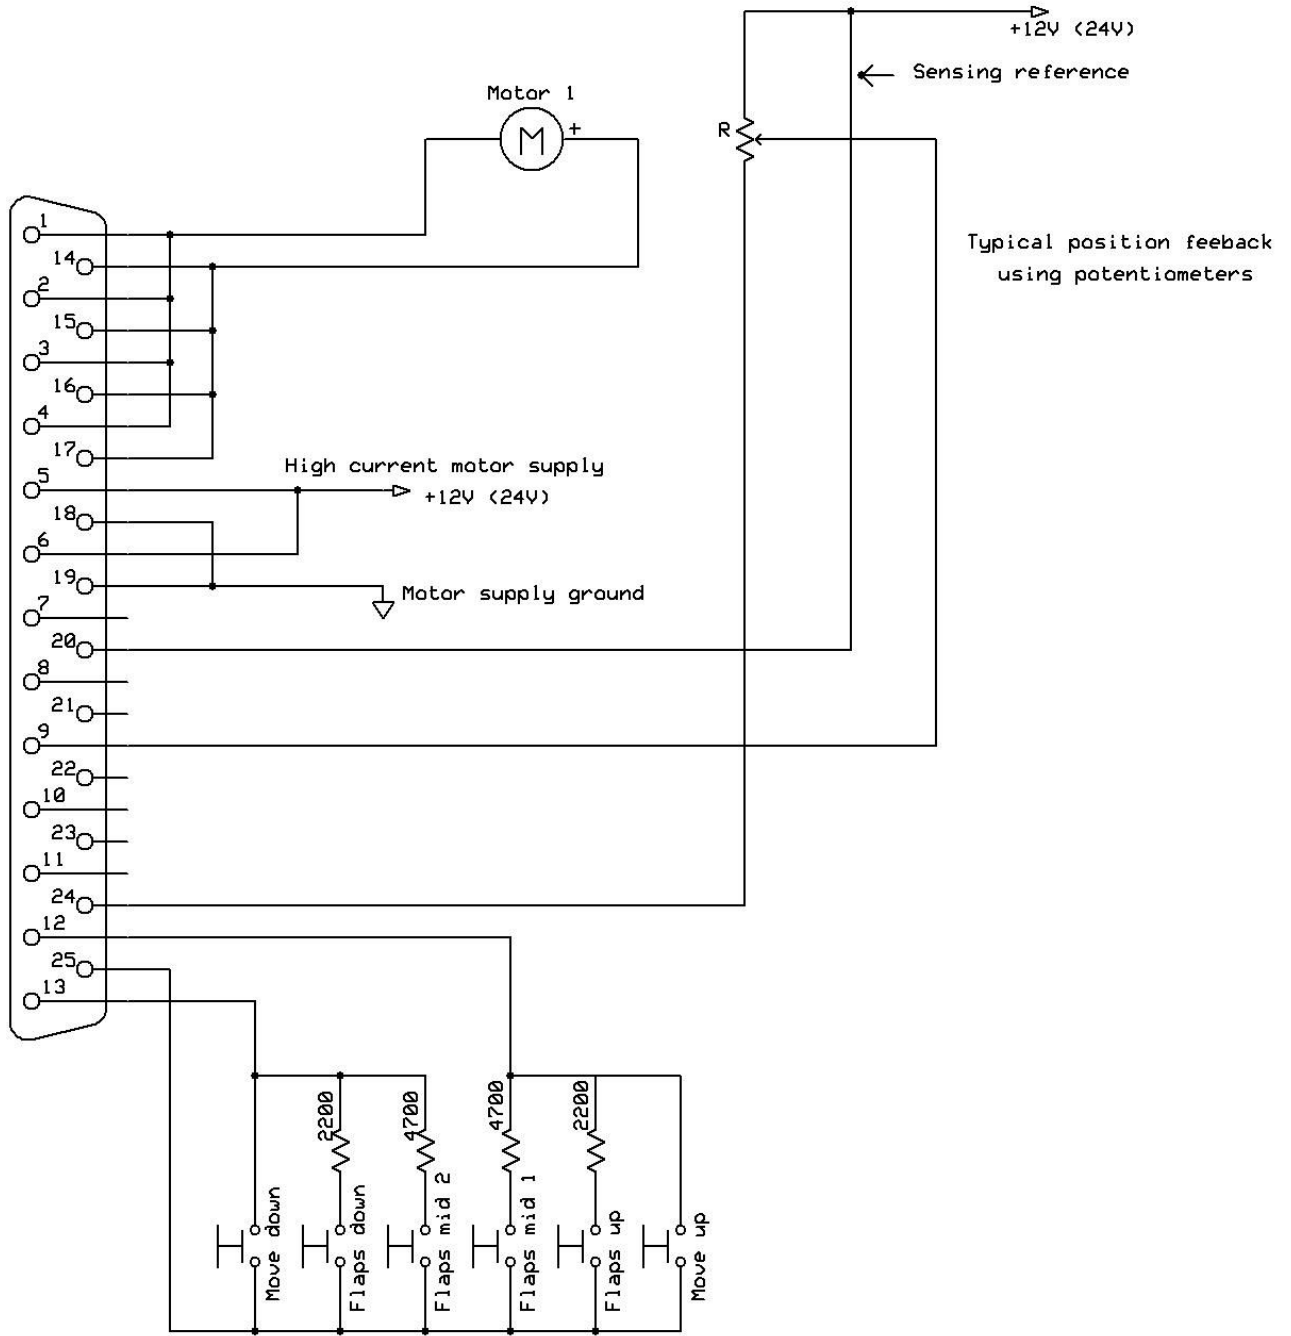 +12V (24V)
Sensing reference
Motor 1
M
+
R
Typical position feeback
using potentiometers
1
14
2
15
3
16
4
17
High current motor supply
5
+12V (24V)
18
6
19
Motor supply ground
7
20
8
21
9
22
10
23
11
24
12
25
13
2200
4700
4700
2200
Move down
Flaps down
Flaps mid 2
Flaps mid 1
Flaps up
Move up